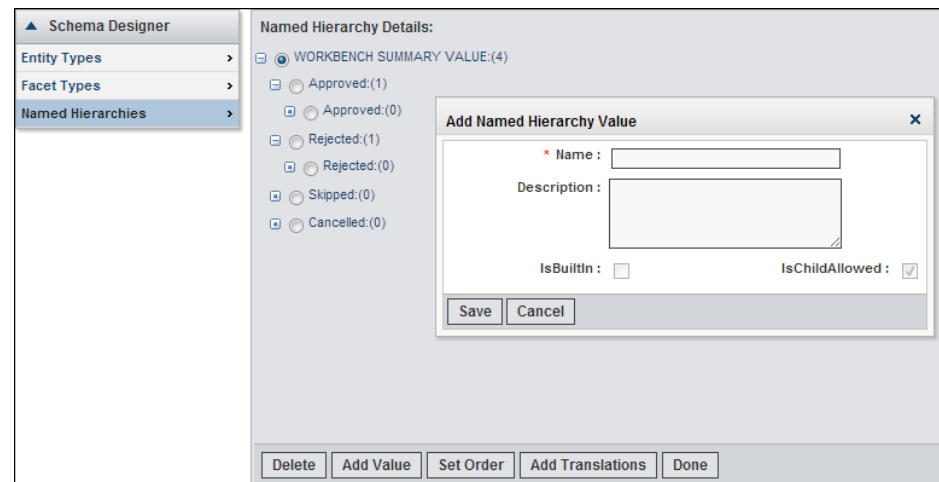 Schema Designer
Entity Types
Facet Types
Named Hierarchies
Named Hierarchy Details:
WORKBENCH SUMMARY VALUE:(4)
Approved:(1)
Approved:(0)
Rejected:(1)
Rejected:(0)
Skipped:(0)
Cancelled:(0)
Add Named Hierarchy Value
* Name :
Description :
IsBuiltIn : IsChildAllowed :
Save Cancel
Delete Add Value Set Order Add Translations Done